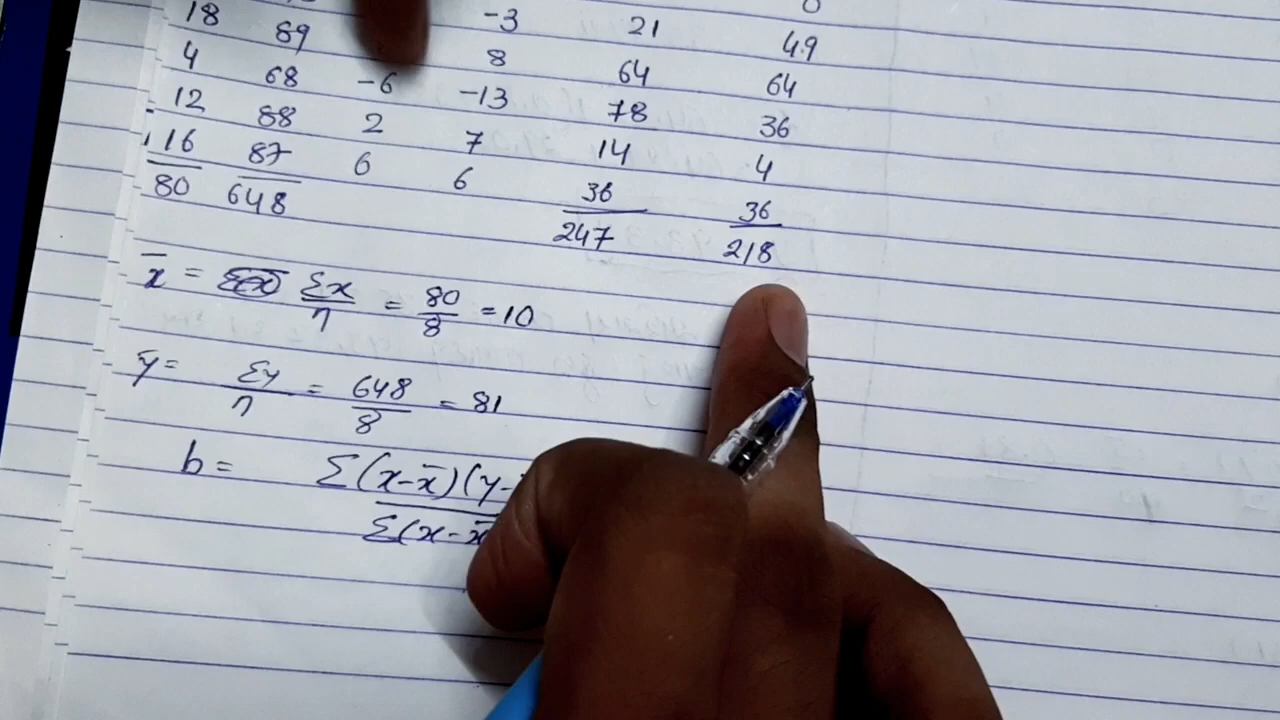 -3 21
18 89 8 64 49
4 68 -6 -13 78 64
12 88 2 7 14 36
16 87 6 6 36 4
80 648 247 36
218
x̄ = Σx/n = 80/8 = 10
ȳ = Σy/n = 648/8 = 81
b = Σ(x-x̄)(y-
Σ(x-x̄